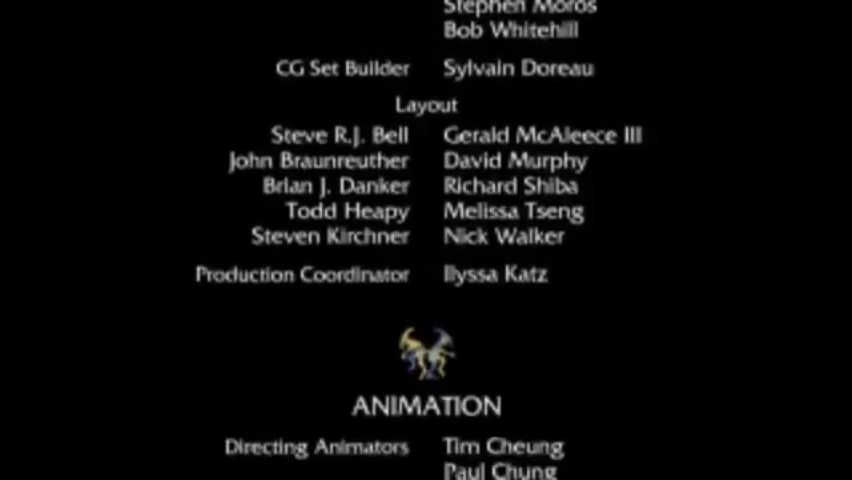 Stephen Moros
Bob Whitehill
CG Set Builder Sylvain Doreau
Layout
Steve R.J. Bell Gerald McAleece III
John Braunreuther David Murphy
Brian J. Danker Richard Shiba
Todd Heapy Melissa Tseng
Steven Kirchner Nick Walker
Production Coordinator Ilyssa Katz
ANIMATION
Directing Animators Tim Cheung
Paul Chung